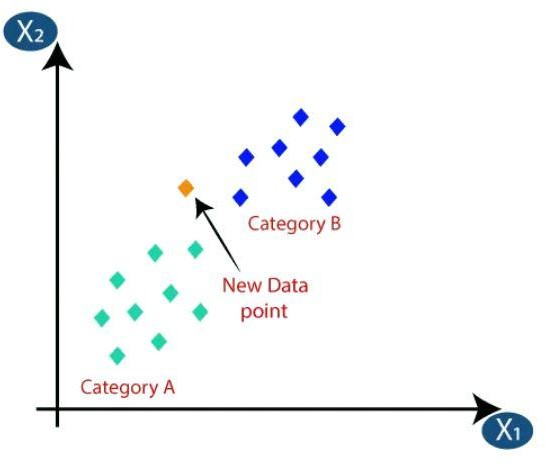 X₂
Category B
New Data
point
Category A
X₁